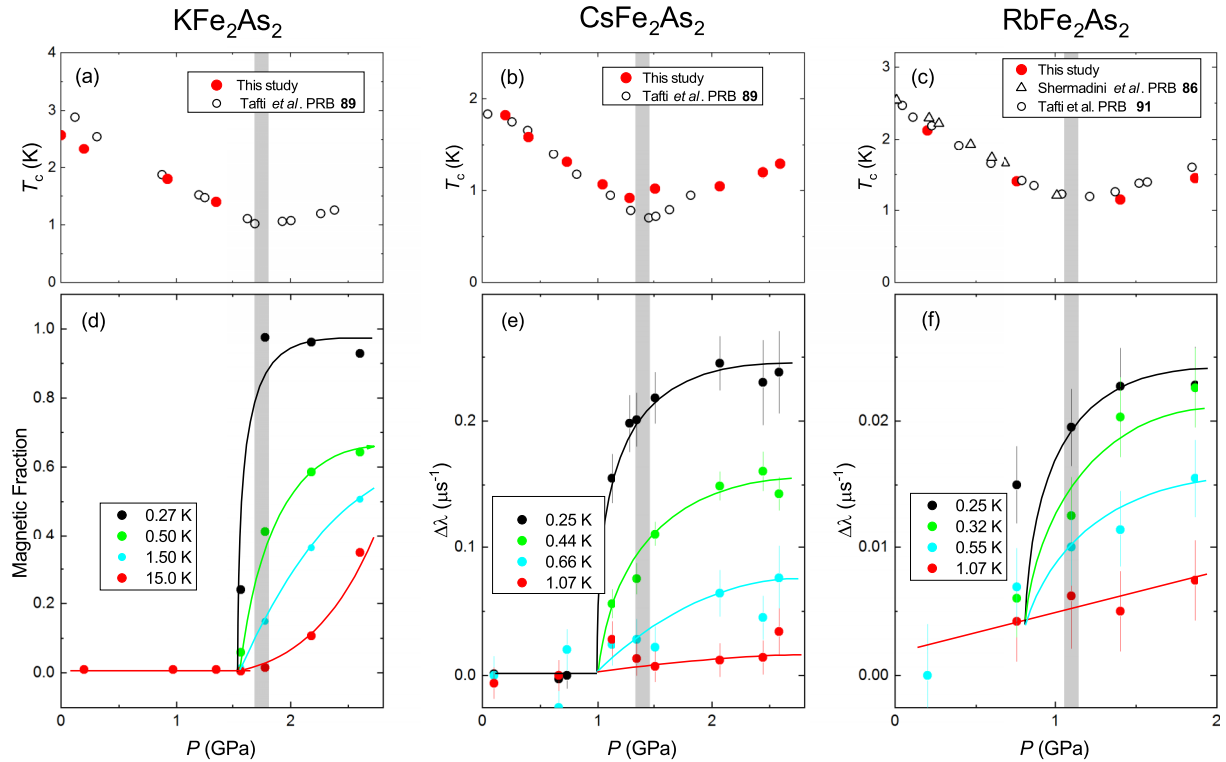 KFe₂As₂
CsFe₂As₂
RbFe₂As₂
(a)
This study
Tafti et al. PRB 89
4
3
2
1
0
Tc (K)
(b)
This study
Tafti et al. PRB 89
2
1
0
Tc (K)
(c)
This study
Shermadini et al. PRB 86
Tafti et al. PRB 91
3
2
1
0
Tc (K)
(d)
1.0
0.8
0.6
0.4
0.2
0.0
Magnetic Fraction
0.27 K
0.50 K
1.50 K
15.0 K
0
1
2
P (GPa)
(e)
0.2
0.1
0.0
Δλ (μs⁻¹)
0.25 K
0.44 K
0.66 K
1.07 K
0
1
2
P (GPa)
(f)
0.02
0.01
0.00
Δλ (μs⁻¹)
0.25 K
0.32 K
0.55 K
1.07 K
0
1
2
P (GPa)